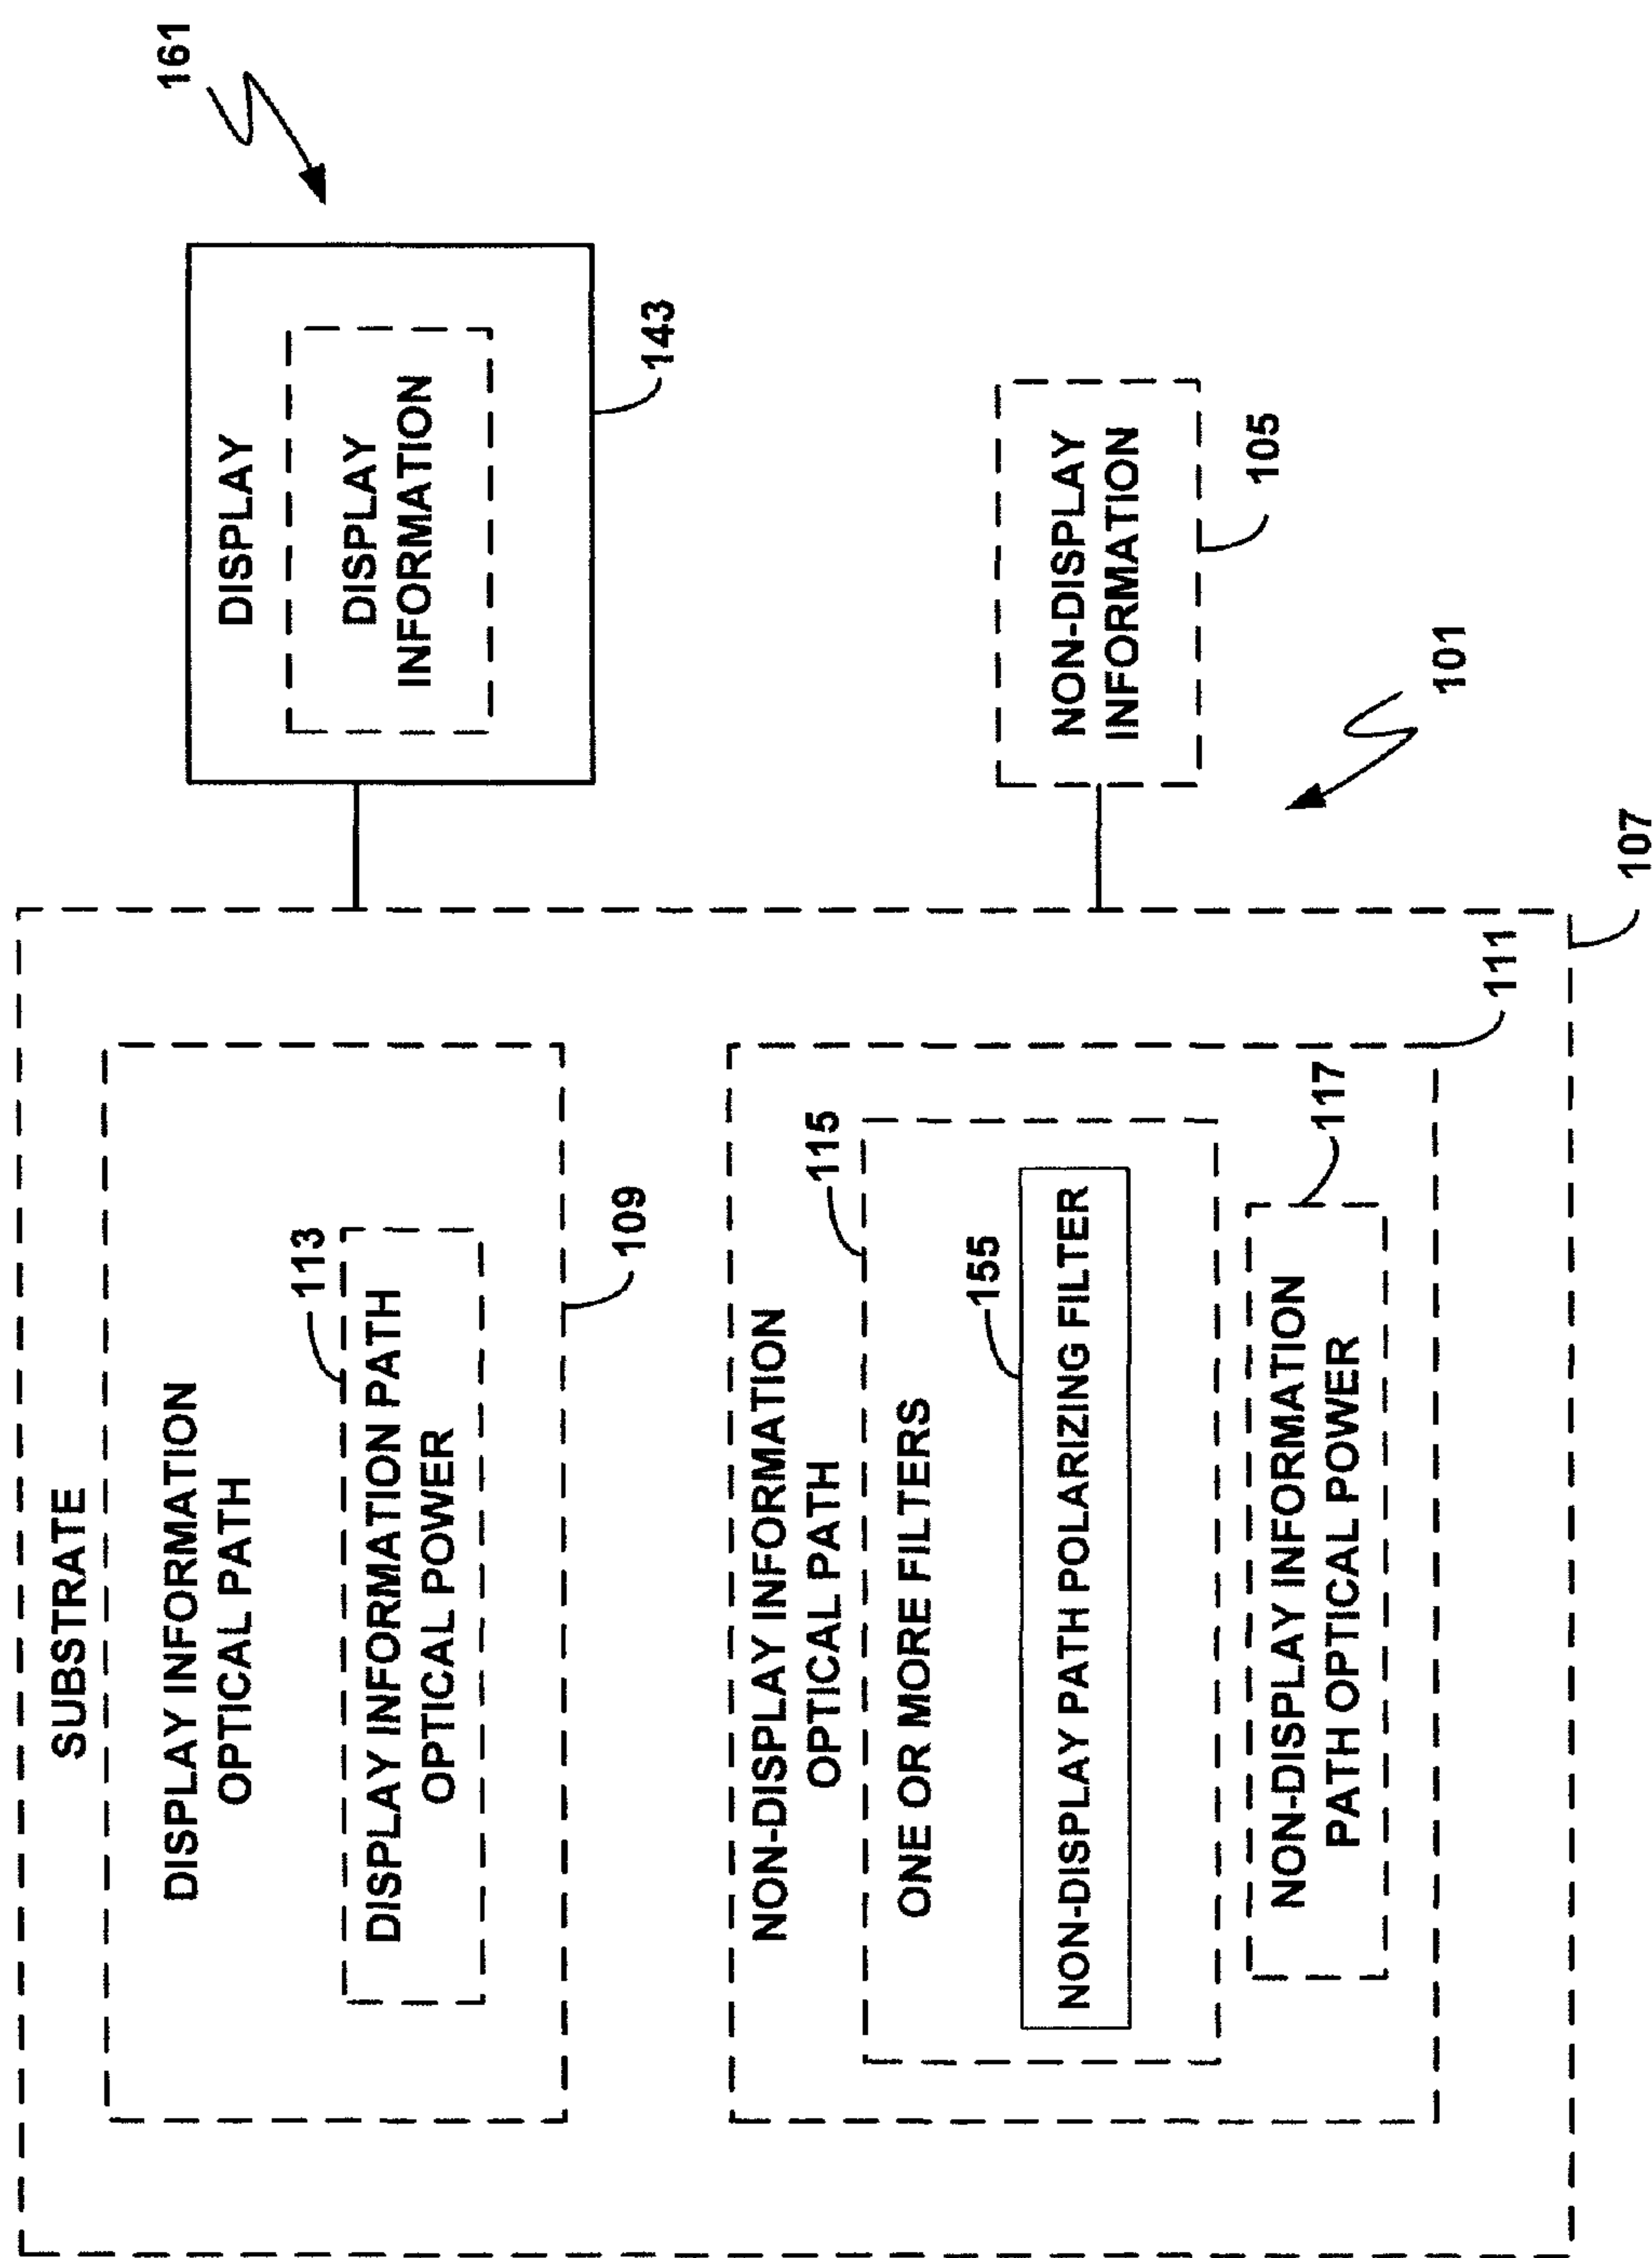 SUBSTRATE
DISPLAY INFORMATION
OPTICAL PATH
113
DISPLAY INFORMATION PATH
OPTICAL POWER
109
NON-DISPLAY INFORMATION
OPTICAL PATH
115
ONE OR MORE FILTERS
155
NON-DISPLAY PATH POLARIZING FILTER
117
NON-DISPLAY INFORMATION
PATH OPTICAL POWER
111
107
161
DISPLAY
DISPLAY
INFORMATION
143
NON-DISPLAY
INFORMATION
105
101